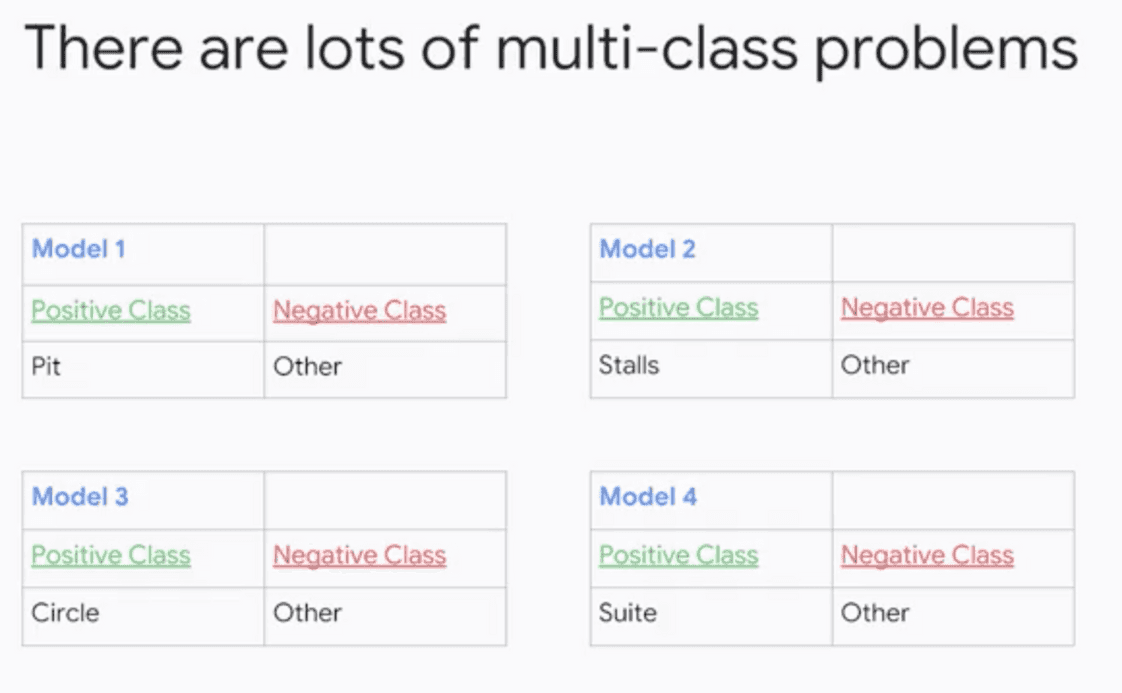 There are lots of multi-class problems
Model 1
Positive Class Negative Class
Pit Other
Model 2
Positive Class Negative Class
Stalls Other
Model 3
Positive Class Negative Class
Circle Other
Model 4
Positive Class Negative Class
Suite Other